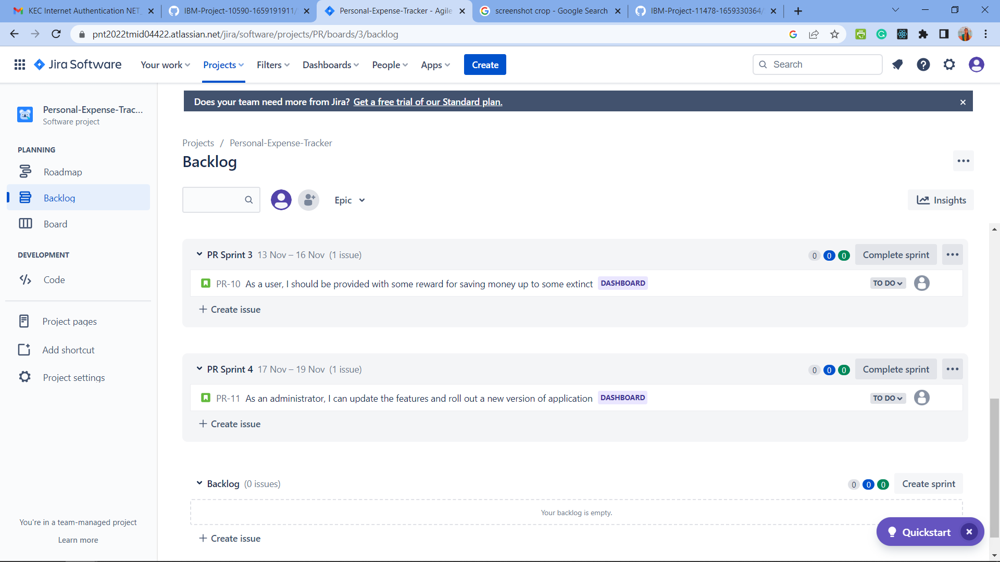 KEC Internet Authentication NET_
IBM-Project-10590-1659191911/
Personal-Expense-Tracker - Agile
screenshot crop - Google Search
IBM-Project-11478-1659330364/
pnt2022tmid04422.atlassian.net/jira/software/projects/PR/boards/3/backlog
Jira Software
Your work
Projects
Filters
Dashboards
People
Apps
Create
Search
Personal-Expense-Trac...
Software project
PLANNING
Roadmap
Backlog
Board
DEVELOPMENT
Code
Project pages
Add shortcut
Project settings
You're in a team-managed project
Learn more
Does your team need more from Jira? Get a free trial of our Standard plan.
Projects / Personal-Expense-Tracker
Backlog
Epic
Insights
PR Sprint 3 13 Nov – 16 Nov (1 issue) 0 0 0 Complete sprint
PR-10 As a user, I should be provided with some reward for saving money up to some extinct DASHBOARD TO DO
+ Create issue
PR Sprint 4 17 Nov – 19 Nov (1 issue) 0 0 0 Complete sprint
PR-11 As an administrator, I can update the features and roll out a new version of application DASHBOARD TO DO
+ Create issue
Backlog (0 issues) 0 0 0 Create sprint
Your backlog is empty.
+ Create issue
Quickstart